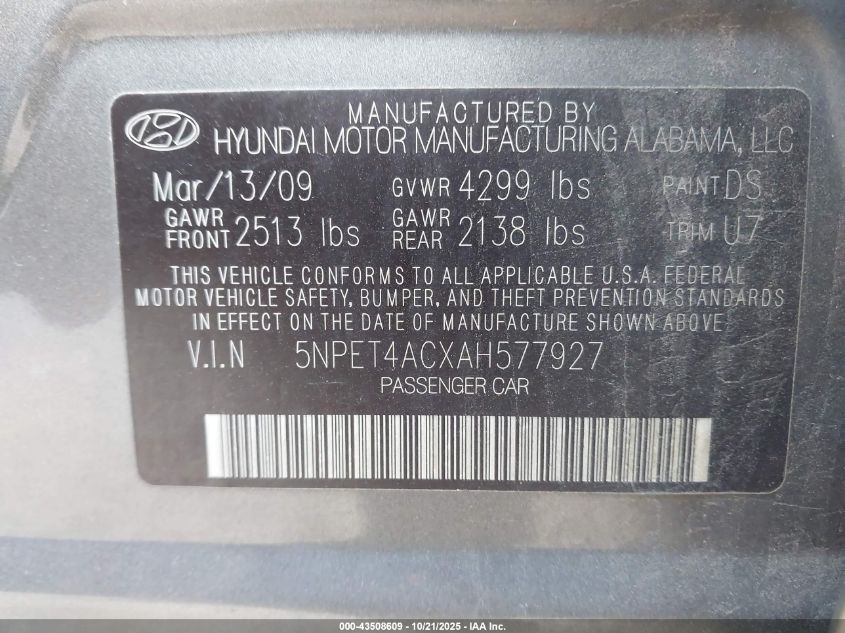 MANUFACTURED BY
HYUNDAI MOTOR MANUFACTURING ALABAMA, LLC
Mar/13/09 GVWR 4299 lbs PAINT DS
GAWR FRONT 2513 lbs GAWR REAR 2138 lbs TRIM U7
THIS VEHICLE CONFORMS TO ALL APPLICABLE U.S.A. FEDERAL
MOTOR VEHICLE SAFETY, BUMPER, AND THEFT PREVENTION STANDARDS
IN EFFECT ON THE DATE OF MANUFACTURE SHOWN ABOVE.
V.I.N 5NPET4ACXAH577927
PASSENGER CAR
000-43508609 - 10/21/2025 - IAA Inc.